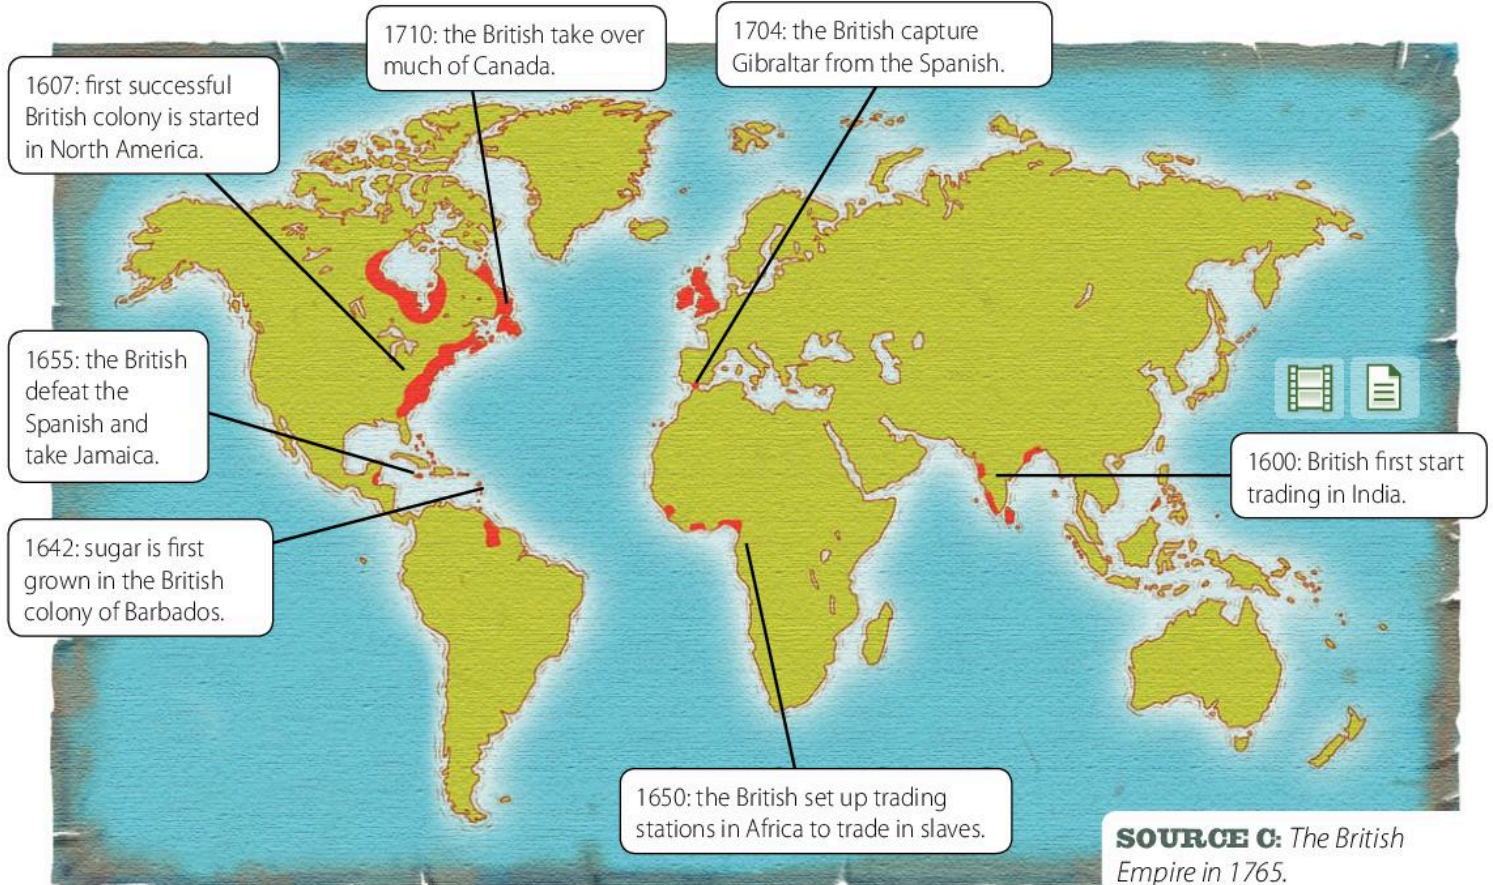 1710: the British take over
much of Canada.
1704: the British capture
Gibraltar from the Spanish.
1607: first successful
British colony is started
in North America.
1655: the British
defeat the
Spanish and
take Jamaica.
1600: British first start
trading in India.
1642: sugar is first
grown in the British
colony of Barbados.
1650: the British set up trading
stations in Africa to trade in slaves.
SOURCE C: The British
Empire in 1765.